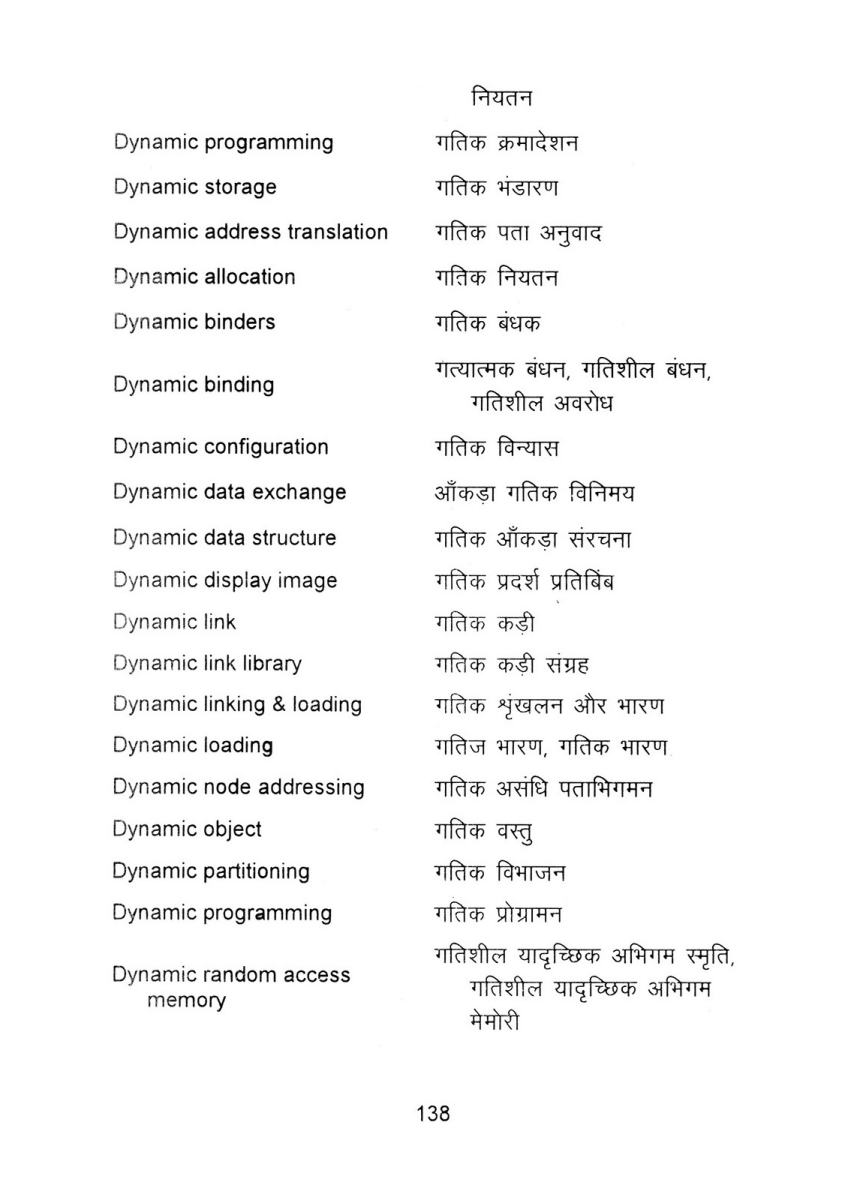 नियतन
Dynamic programming गतिक क्रमादेशन
Dynamic storage गतिक भंडारण
Dynamic address translation गतिक पता अनुवाद
Dynamic allocation गतिक नियतन
Dynamic binders गतिक बंधक
Dynamic binding गत्यात्मक बंधन, गतिशील बंधन,
गतिशील अवरोध
Dynamic configuration गतिक विन्यास
Dynamic data exchange आँकड़ा गतिक विनिमय
Dynamic data structure गतिक आँकड़ा संरचना
Dynamic display image गतिक प्रदर्श प्रतिबिंब
Dynamic link गतिक कड़ी
Dynamic link library गतिक कड़ी संग्रह
Dynamic linking & loading गतिक शृंखलन और भारण
Dynamic loading गतिज भारण, गतिक भारण
Dynamic node addressing गतिक असंधि पताभिगमन
Dynamic object गतिक वस्तु
Dynamic partitioning गतिक विभाजन
Dynamic programming गतिक प्रोग्रामन
Dynamic random access गतिशील यादृच्छिक अभिगम स्मृति,
memory गतिशील यादृच्छिक अभिगम
मेमोरी
138